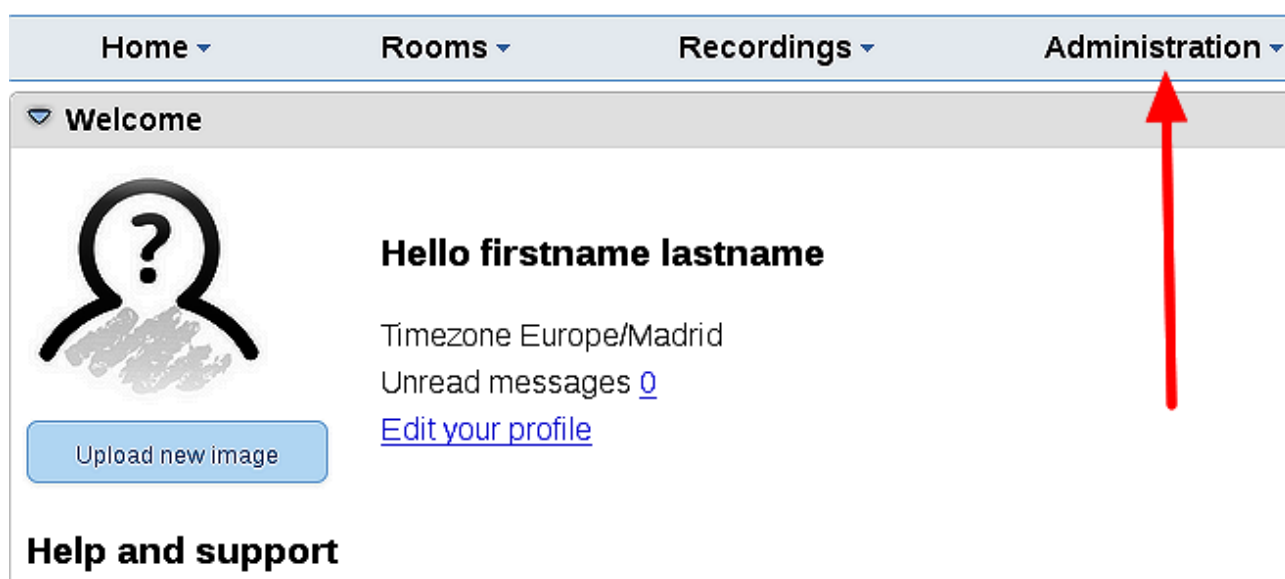 Home Rooms Recordings Administration
Welcome
?
Hello firstname lastname
Timezone Europe/Madrid
Unread messages 0
Edit your profile
Upload new image
Help and support